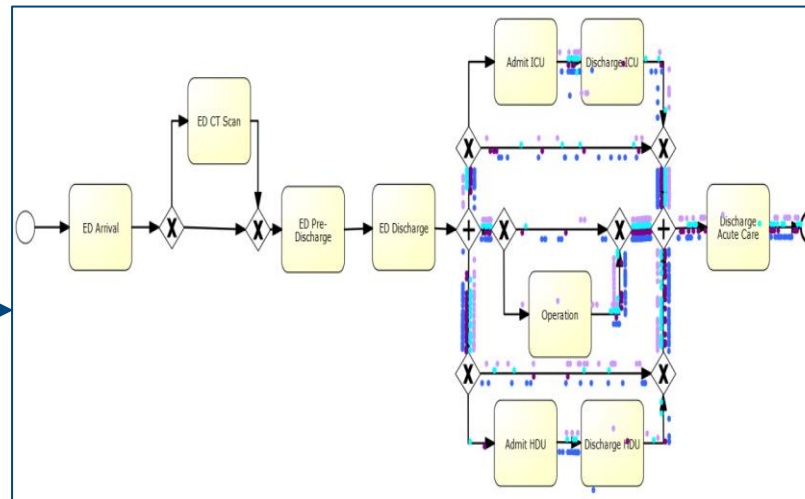 Admit ICU
Discharge ICU
ED CT Scan
ED Arrival
ED Pre-
Discharge
ED Discharge
Discharge
Acute Care
Operation
Admit HDU
Discharge HDU